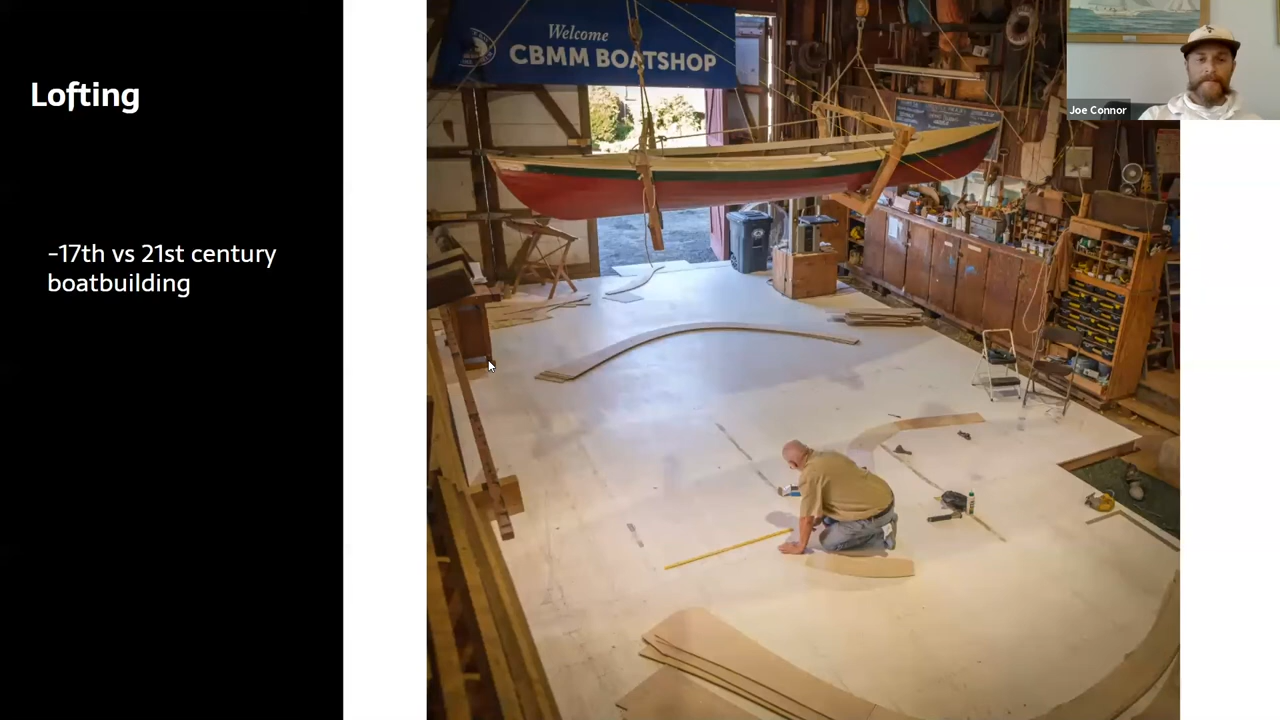 Lofting
-17th vs 21st century
boatbuilding
Welcome
CBMM BOATSHOP
Joe Connor